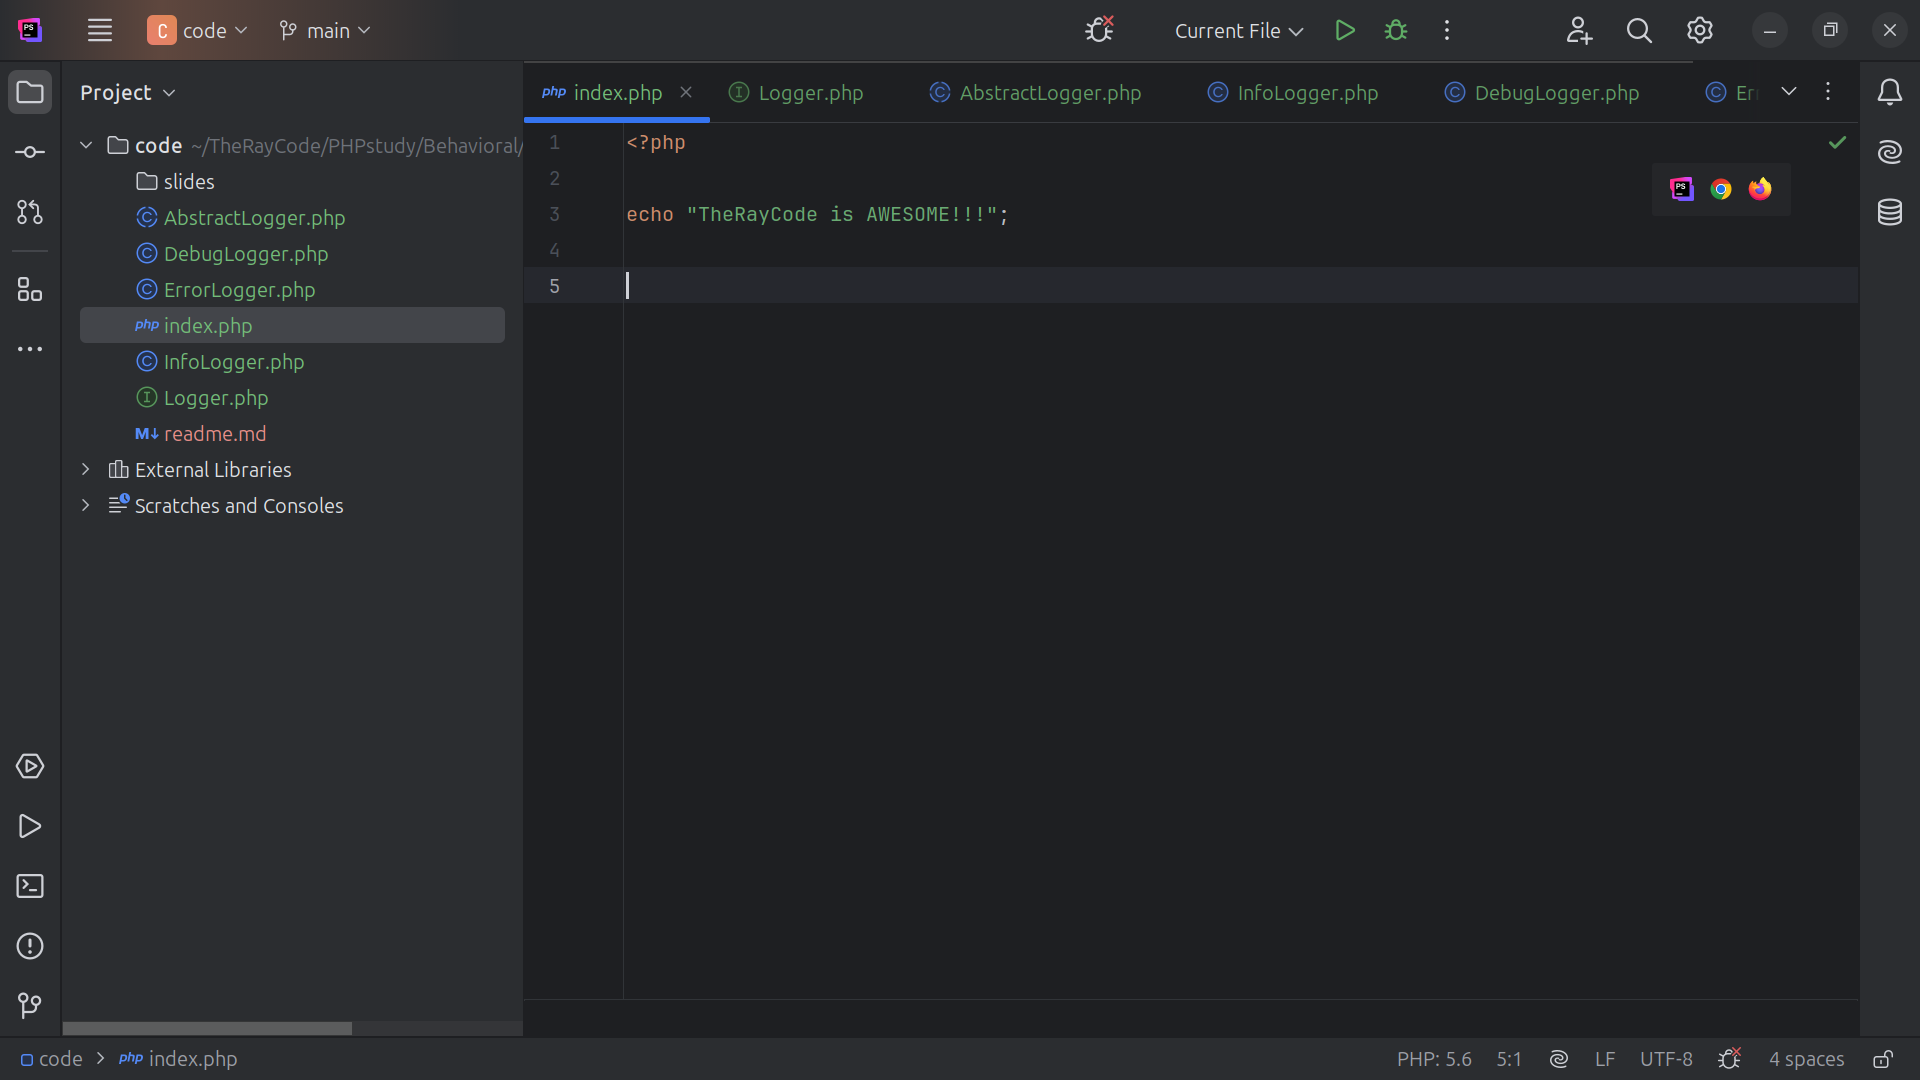 PS
C code main Current File
Project
index.php Logger.php AbstractLogger.php InfoLogger.php DebugLogger.php Er
code ~/TheRayCode/PHPstudy/Behavioral/
slides
AbstractLogger.php
DebugLogger.php
ErrorLogger.php
php index.php
InfoLogger.php
Logger.php
M↓ readme.md
External Libraries
Scratches and Consoles
1 <?php
2
3 echo "TheRayCode is AWESOME!!!";
4
5
code > php index.php
PHP: 5.6 5:1 LF UTF-8 4 spaces